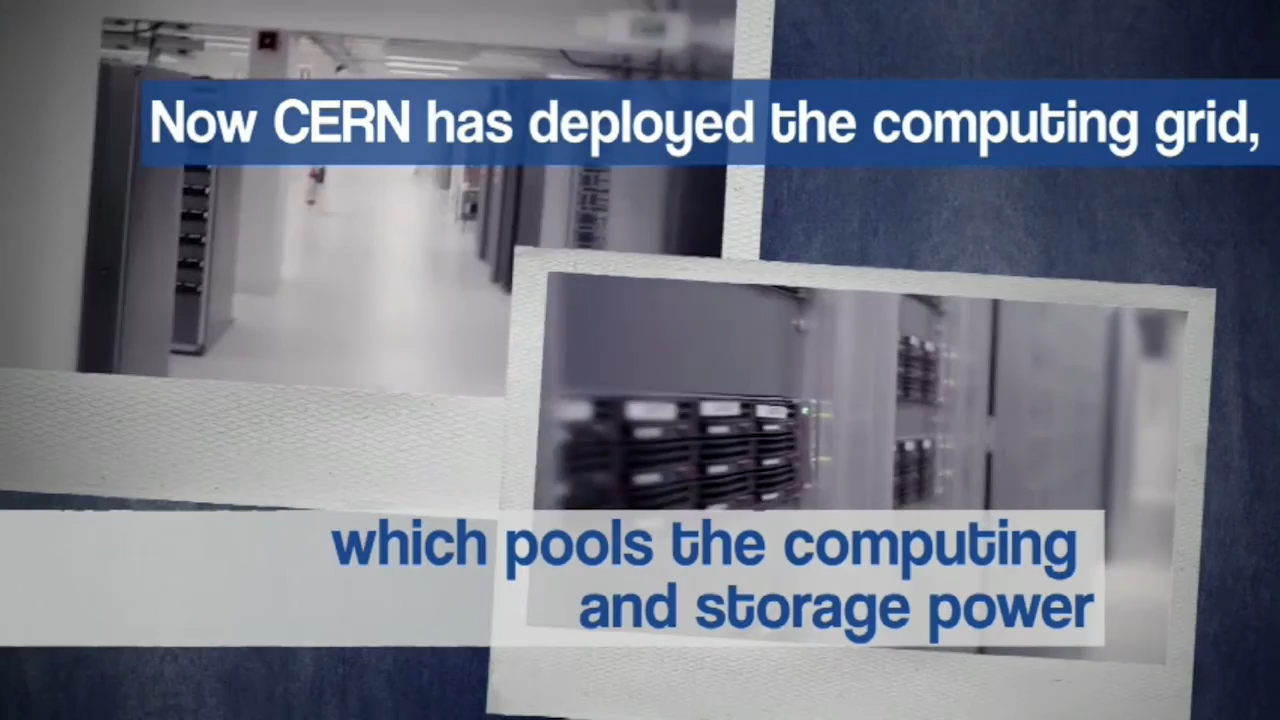 Now CERN has deployed the computing grid,
which pools the computing
and storage power